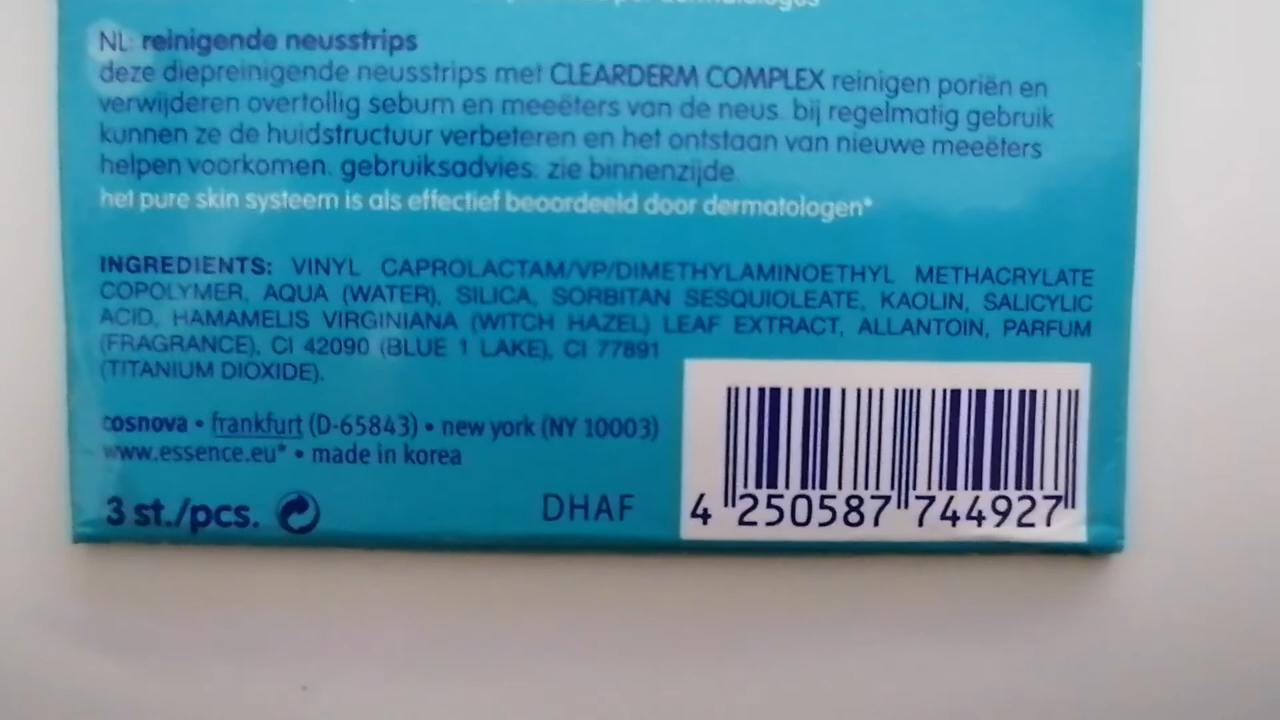 NL: reinigende neusstrips
deze diepreinigende neusstrips met CLEARDERM COMPLEX reinigen poriën en
verwijderen overtollig sebum en meeëters van de neus. bij regelmatig gebruik
kunnen ze de huidstructuur verbeteren en het ontstaan van nieuwe meeëters
helpen voorkomen. gebruiksadvies: zie binnenzijde.
het pure skin systeem is als effectief beoordeeld door dermatologen*
INGREDIENTS: VINYL CAPROLACTAM/VP/DIMETHYLAMINOETHYL METHACRYLATE
COPOLYMER, AQUA (WATER), SILICA, SORBITAN SESQUIOLEATE, KAOLIN, SALICYLIC
ACID, HAMAMELIS VIRGINIANA (WITCH HAZEL) LEAF EXTRACT, ALLANTOIN, PARFUM
(FRAGRANCE), CI 42090 (BLUE 1 LAKE), CI 77891
(TITANIUM DIOXIDE).
cosnova • frankfurt (D-65843) • new york (NY 10003)
www.essence.eu* • made in korea
3 st./pcs.
DHAF
4 250587 744927